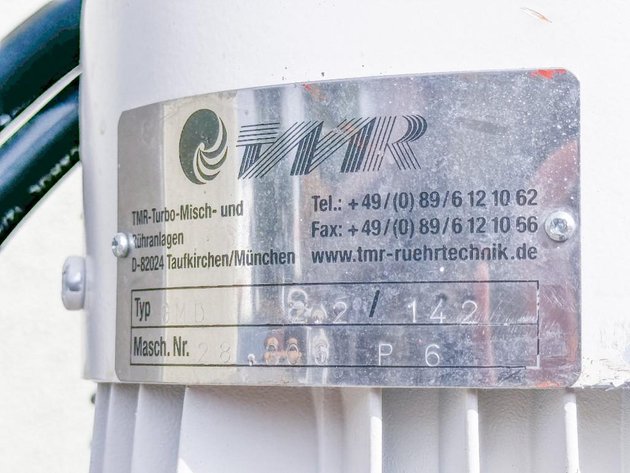 TMR
TMR-Turbo-Misch- und
Rühranlagen
D-82024 Taufkirchen/München
Tel.: +49/(0) 89/6 12 10 62
Fax: +49/(0) 89/6 12 10 56
www.tmr-ruehrtechnik.de
Typ / 142
Masch. Nr. P 6